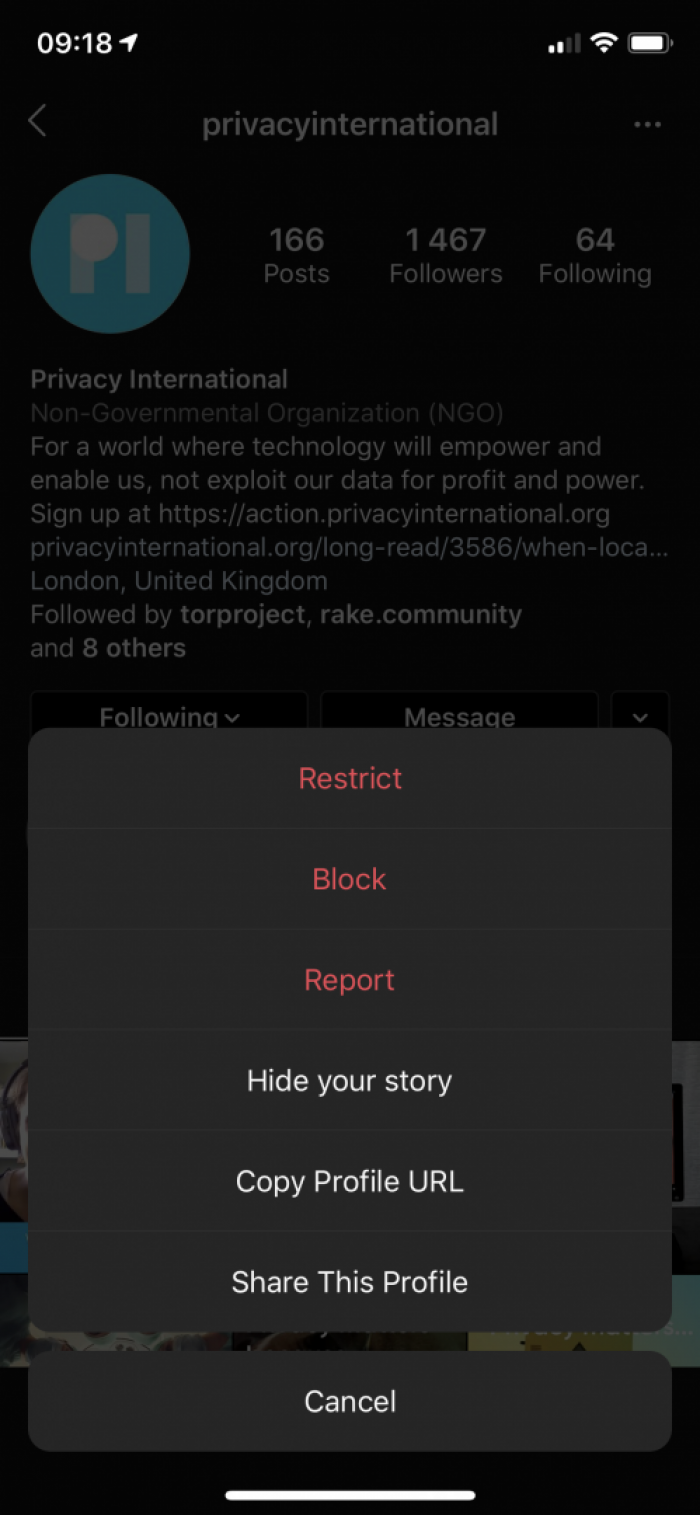 09:18
privacyinternational
PI
166
1 467
64
Posts
Followers
Following
Privacy International
Non-Governmental Organization (NGO)
For a world where technology will empower and
enable us, not exploit our data for profit and power.
Sign up at https://action.privacyinternational.org
privacyinternational.org/long-read/3586/when-loca...
London, United Kingdom
Followed by torproject, rake.community
and 8 others
Following
Message
Restrict
Block
Report
Hide your story
Copy Profile URL
Share This Profile
Cancel